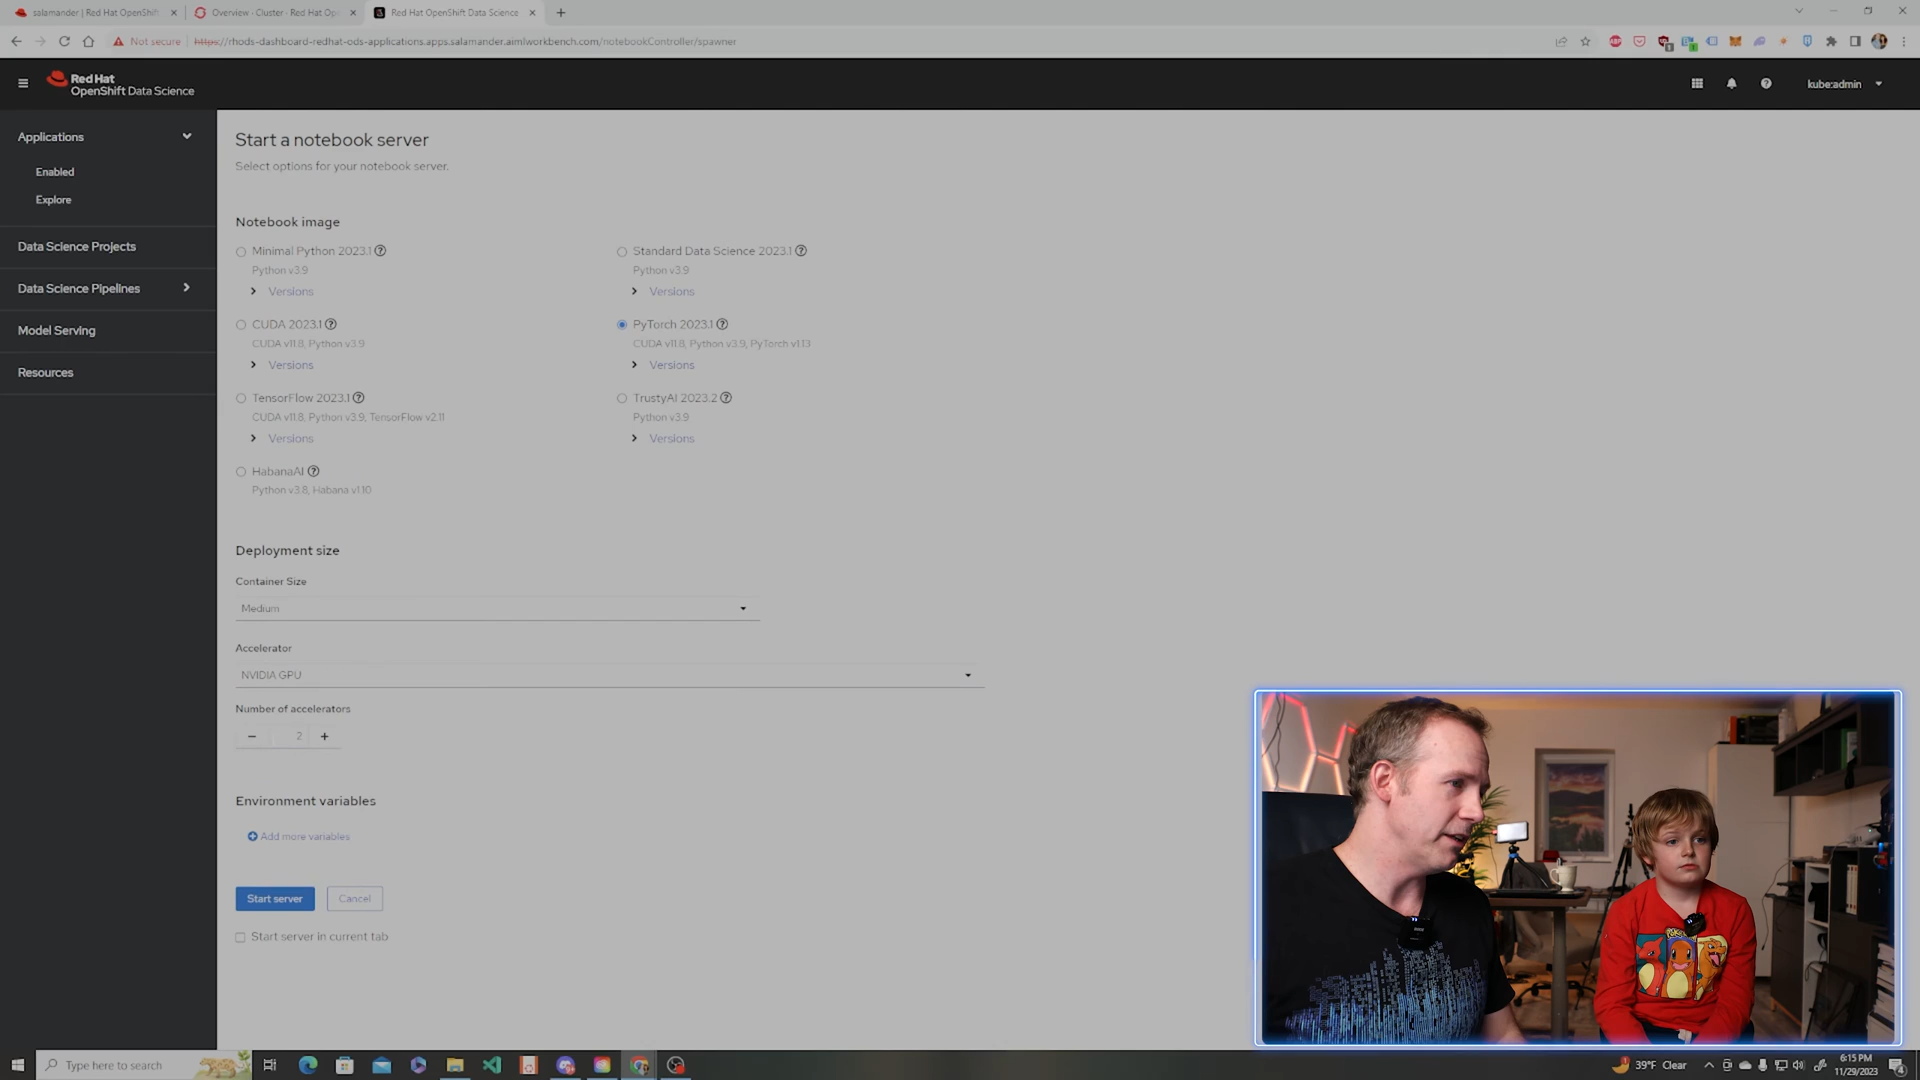 salamander | Red Hat OpenShift
Overview · Cluster · Red Hat Op
Red Hat OpenShift Data Science
Not secure
https://rhods-dashboard-redhat-ods-applications.apps.salamander.aimlworkbench.com/notebookController/spawner
Red Hat
OpenShift Data Science
kube:admin
Applications
Enabled
Explore
Data Science Projects
Data Science Pipelines
Model Serving
Resources
Start a notebook server
Select options for your notebook server.
Notebook image
Minimal Python 2023.1
Python v3.9
Versions
Standard Data Science 2023.1
Python v3.9
Versions
CUDA 2023.1
CUDA v11.8, Python v3.9
Versions
PyTorch 2023.1
CUDA v11.8, Python v3.9, PyTorch v1.13
Versions
TensorFlow 2023.1
CUDA v11.8, Python v3.9, TensorFlow v2.11
Versions
TrustyAI 2023.2
Python v3.9
Versions
HabanaAI
Python v3.8, Habana v1.10
Deployment size
Container Size
Medium
Accelerator
NVIDIA GPU
Number of accelerators
2
Environment variables
Add more variables
Start server
Cancel
Start server in current tab
Type here to search
39°F Clear
6:15 PM
11/29/2023